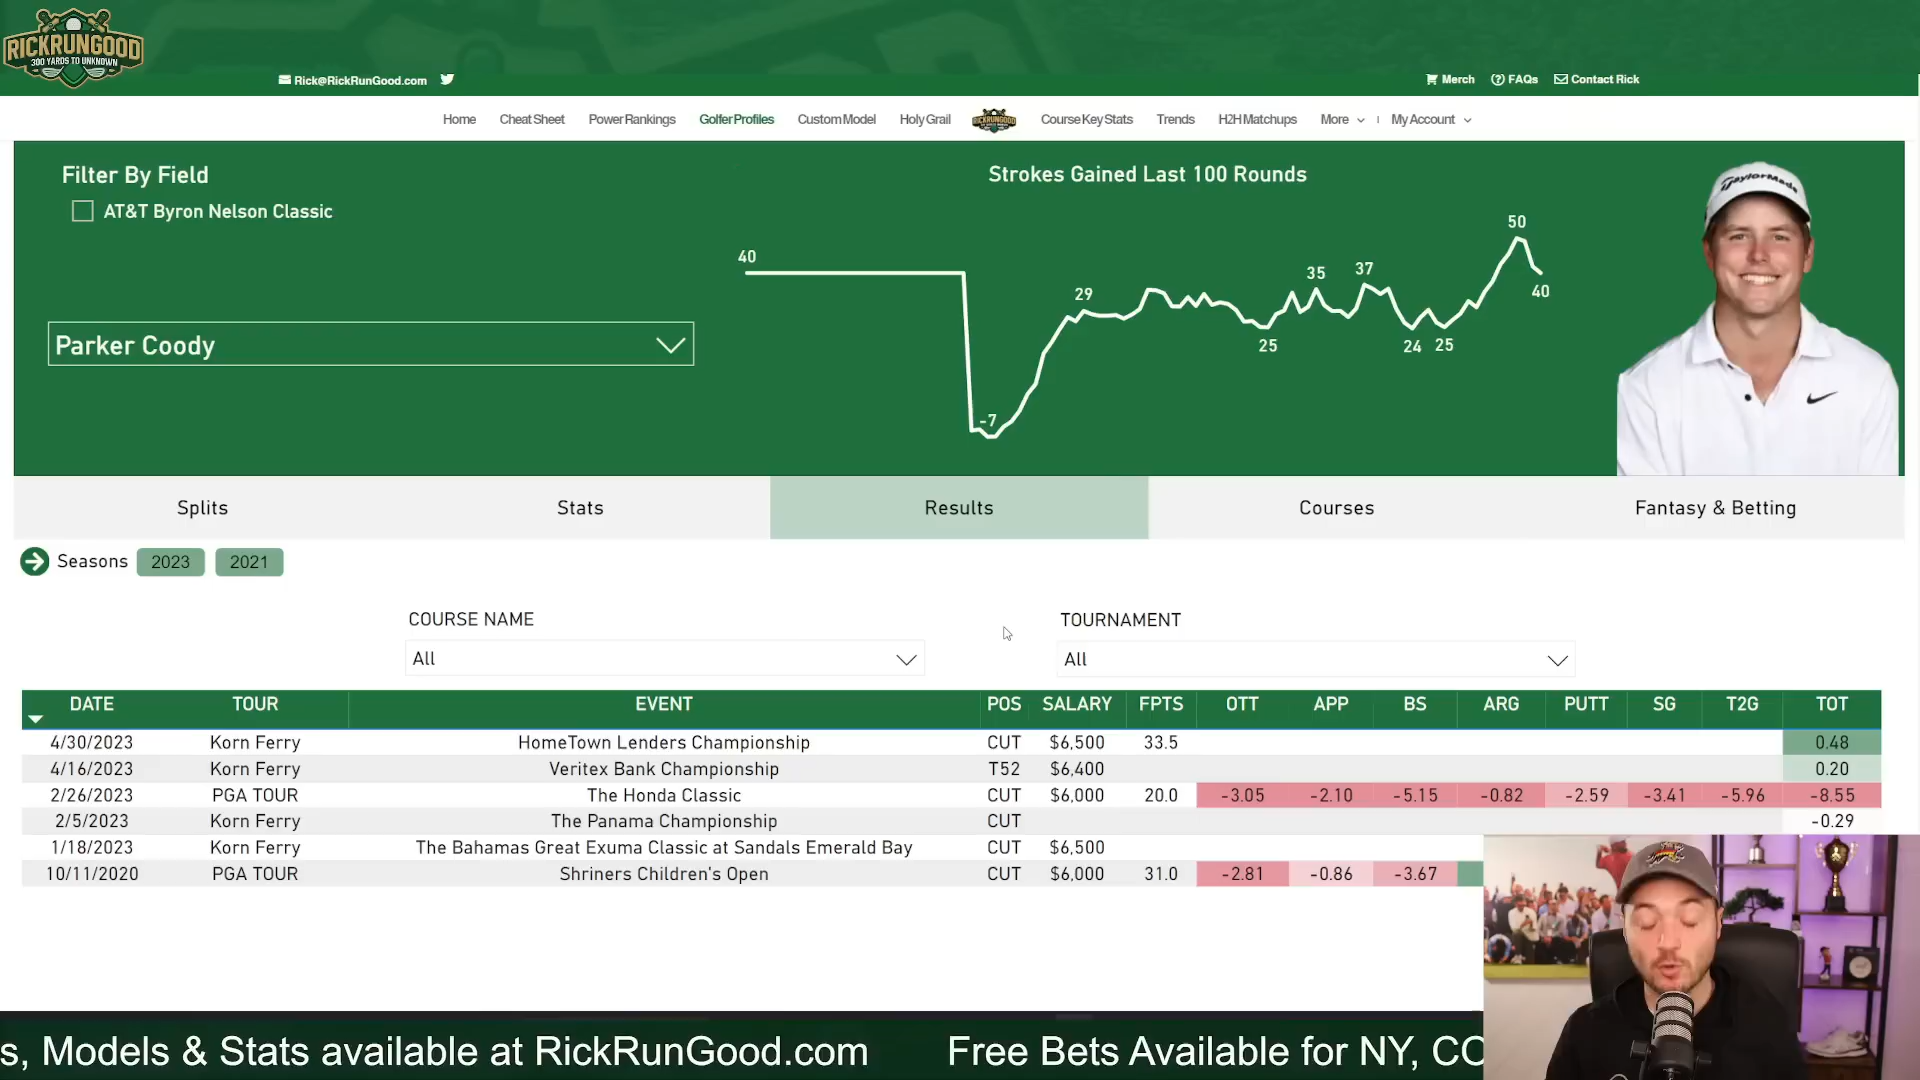 RICKRUNGOOD
300 YARDS TO UNKNOWN
Rick@RickRunGood.com
Merch FAQs Contact Rick
Home Cheat Sheet Power Rankings Golfer Profiles Custom Model Holy Grail RICKRUNGOOD Course Key Stats Trends H2H Matchups More My Account
Filter By Field
AT&T Byron Nelson Classic
Parker Coody
Strokes Gained Last 100 Rounds
40
-7
29
25
35
37
24
25
50
40
TaylorMade
Splits Stats Results Courses Fantasy & Betting
Seasons 2023 2021
COURSE NAME TOURNAMENT
All All
DATE TOUR EVENT POS SALARY FPTS OTT APP BS ARG PUTT SG T2G TOT
4/30/2023 Korn Ferry HomeTown Lenders Championship CUT $6,500 33.5 0.48
4/16/2023 Korn Ferry Veritex Bank Championship T52 $6,400 0.20
2/26/2023 PGA TOUR The Honda Classic CUT $6,000 20.0 -3.05 -2.10 -5.15 -0.82 -2.59 -3.41 -5.96 -8.55
2/5/2023 Korn Ferry The Panama Championship CUT -0.29
1/18/2023 Korn Ferry The Bahamas Great Exuma Classic at Sandals Emerald Bay CUT $6,500
10/11/2020 PGA TOUR Shriners Children's Open CUT $6,000 31.0 -2.81 -0.86 -3.67
s, Models & Stats available at RickRunGood.com Free Bets Available for NY, CO